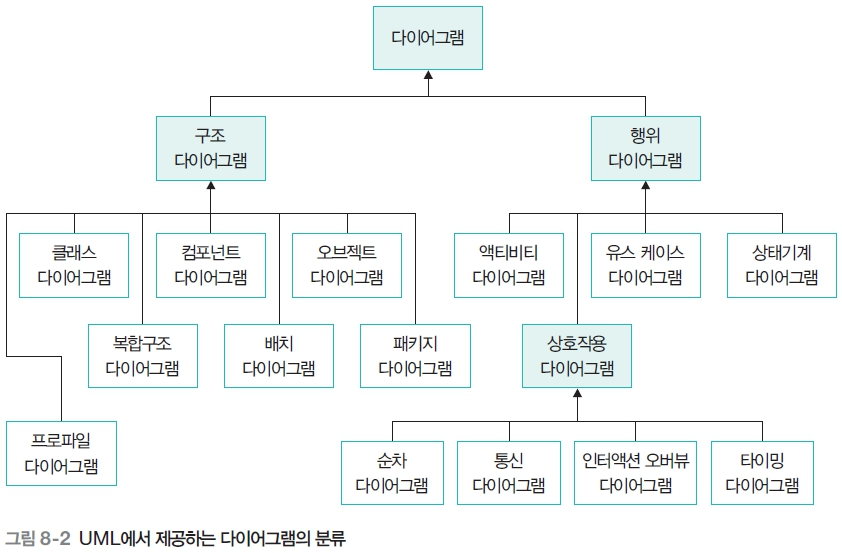 다이어그램
구조
다이어그램
행위
다이어그램
클래스
다이어그램
컴포넌트
다이어그램
오브젝트
다이어그램
액티비티
다이어그램
유스 케이스
다이어그램
상태기계
다이어그램
복합구조
다이어그램
배치
다이어그램
패키지
다이어그램
상호작용
다이어그램
프로파일
다이어그램
순차
다이어그램
통신
다이어그램
인터액션 오버뷰
다이어그램
타이밍
다이어그램
그림 8-2 UML에서 제공하는 다이어그램의 분류